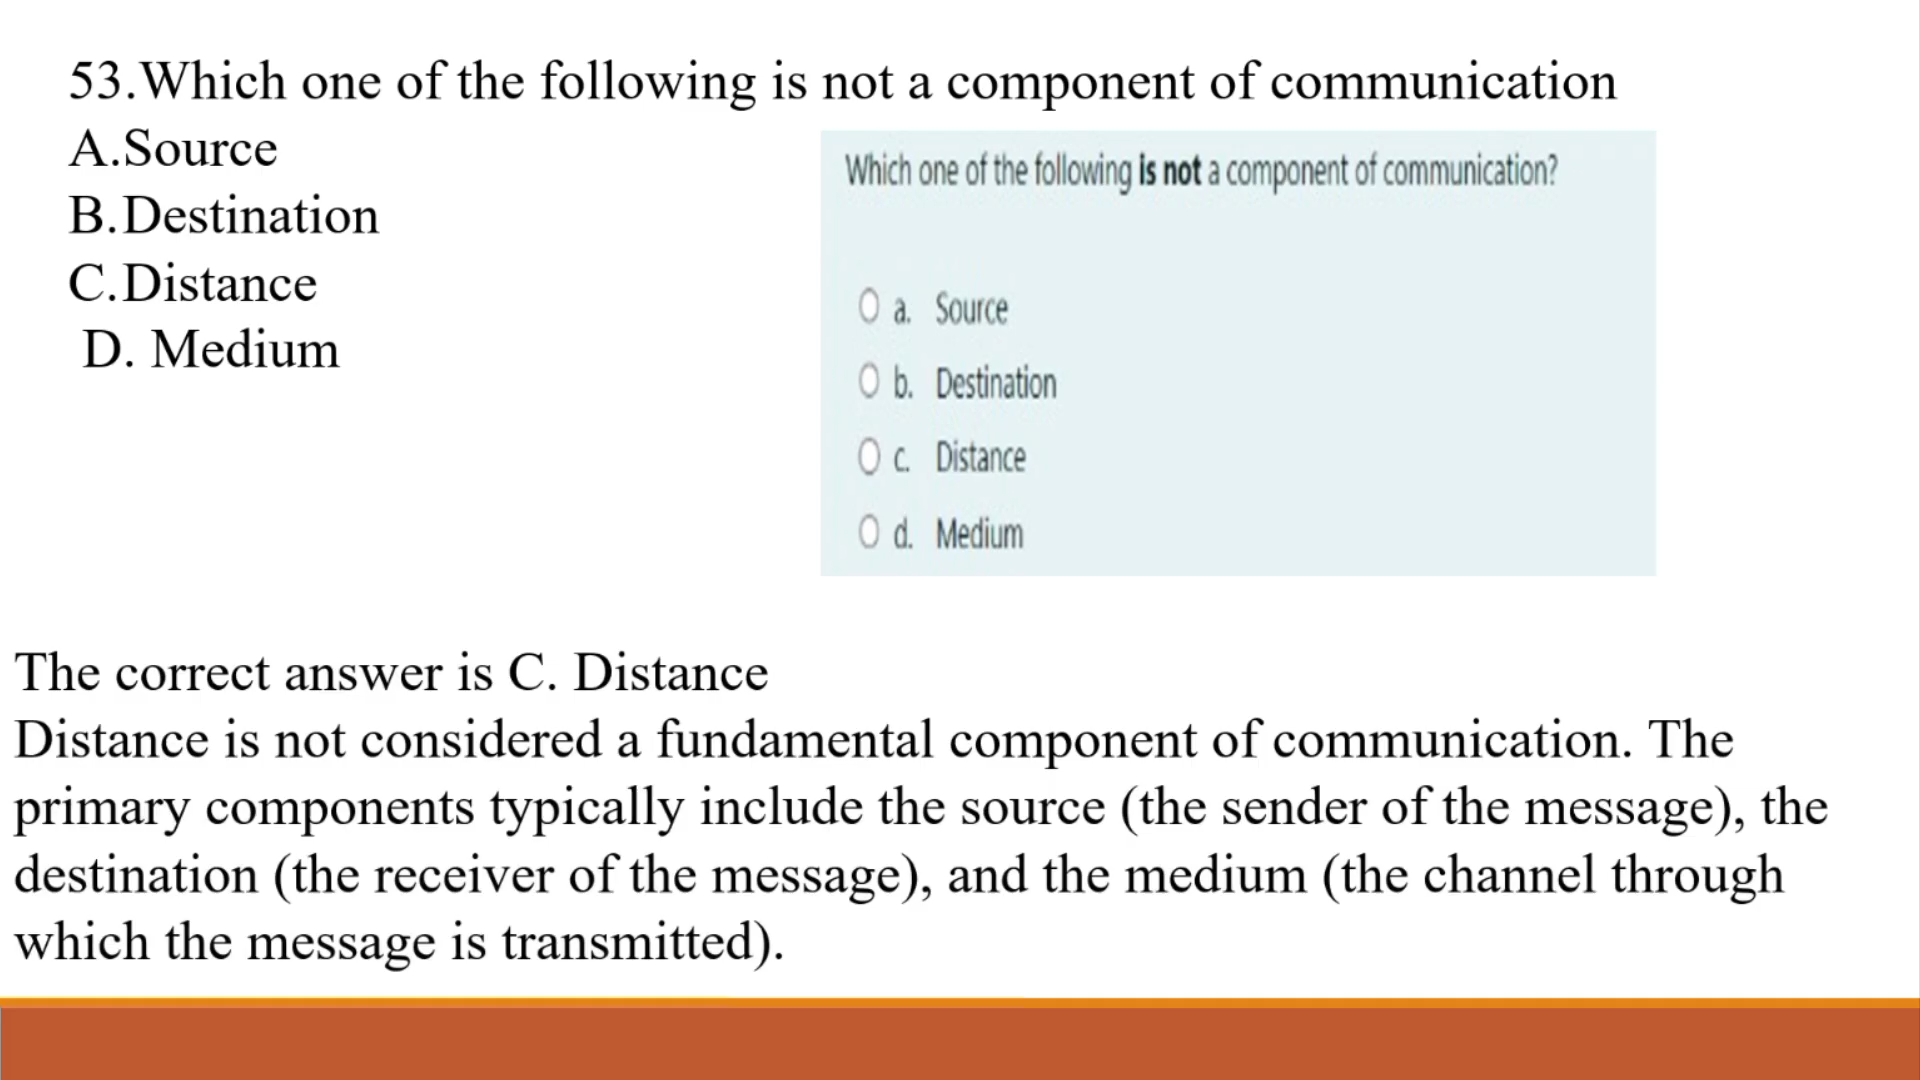 53.Which one of the following is not a component of communication
A.Source
B.Destination
C.Distance
D. Medium
Which one of the following is not a component of communication?
a. Source
b. Destination
c. Distance
d. Medium
The correct answer is C. Distance
Distance is not considered a fundamental component of communication. The
primary components typically include the source (the sender of the message), the
destination (the receiver of the message), and the medium (the channel through
which the message is transmitted).